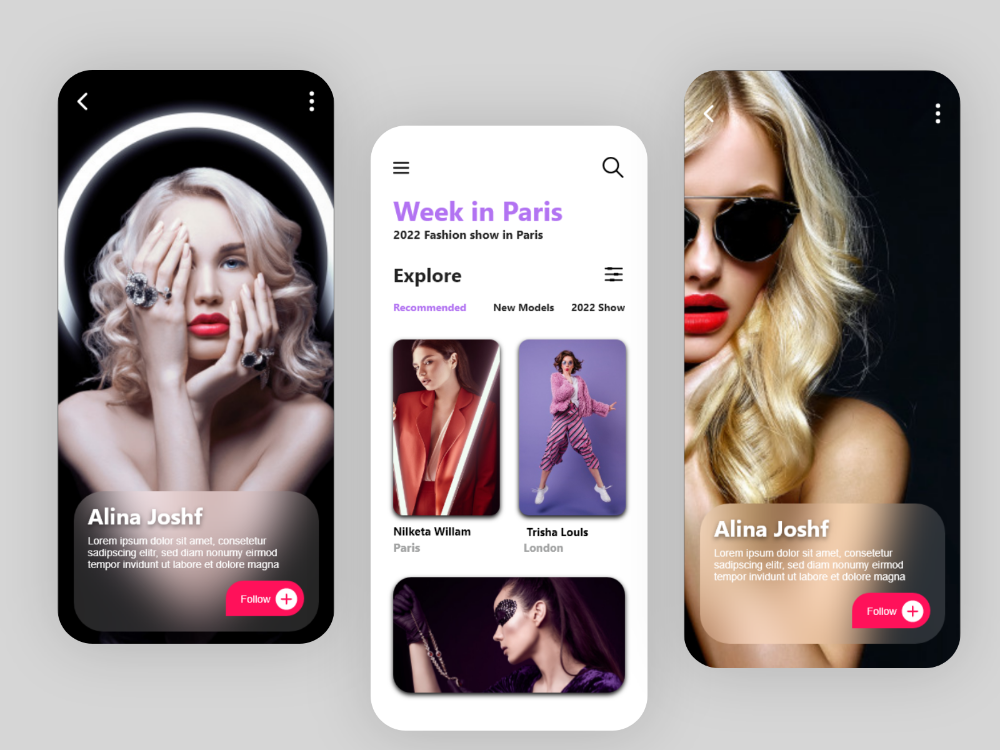 Alina Joshf
Lorem ipsum dolor sit amet, consetetur
sadipscing elitr, sed diam nonumy eirmod
tempor invidunt ut labore et dolore magna
Follow
Week in Paris
2022 Fashion show in Paris
Explore
Recommended New Models 2022 Show
Nilketa Willam Trisha Louls
Paris London
Alina Joshf
Lorem ipsum dolor sit amet, consetetur
sadipscing elitr, sed diam nonumy eirmod
tempor invidunt ut labore et dolore magna
Follow